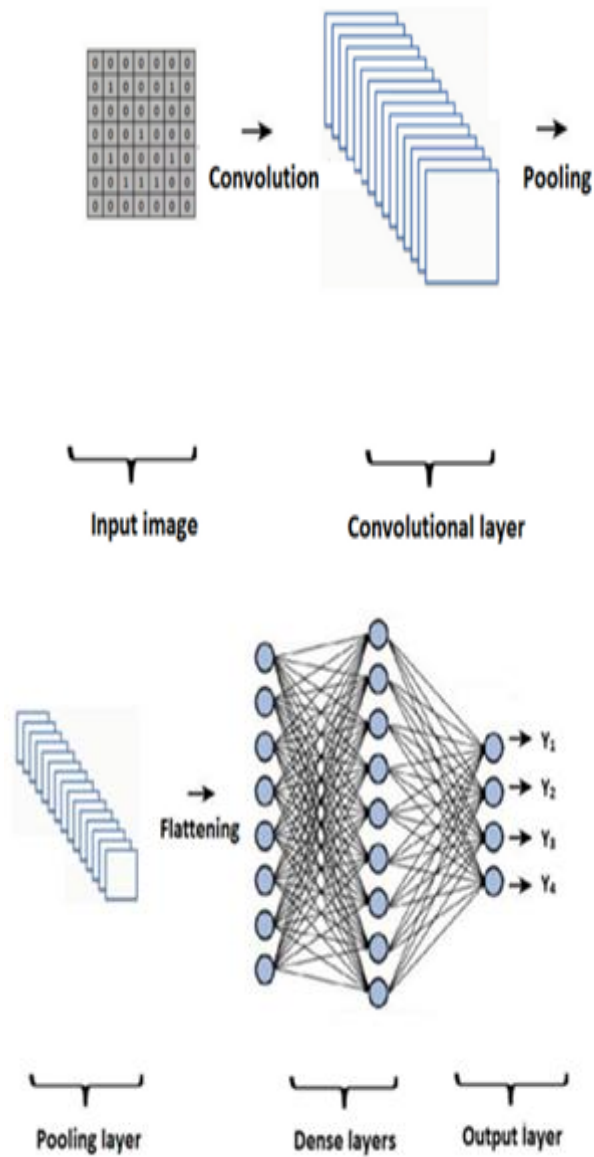 0 0 0 0 0 0 0
0 1 0 0 0 1 0
0 0 0 0 0 0 0
0 0 0 1 0 0 0
0 1 0 0 0 1 0
0 0 1 1 1 0 0
0 0 0 0 0 0 0
Convolution
Pooling
Input image
Convolutional layer
Flattening
Y₁
Y₂
Y₃
Y₄
Pooling layer
Dense layers
Output layer